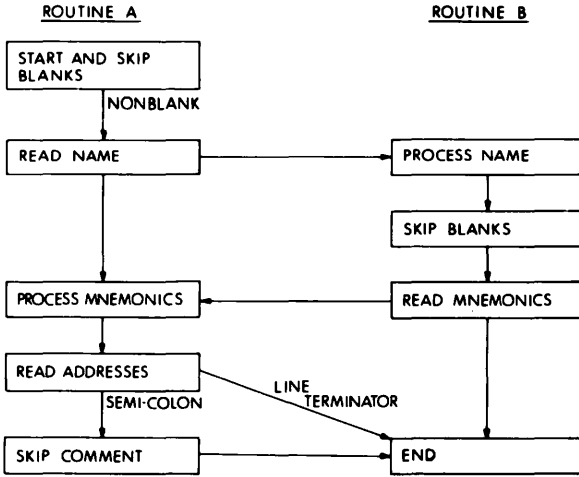 ROUTINE A
ROUTINE B
START AND SKIP
BLANKS
NONBLANK
READ NAME
PROCESS NAME
SKIP BLANKS
PROCESS MNEMONICS
READ MNEMONICS
READ ADDRESSES
LINE
TERMINATOR
SEMI-COLON
SKIP COMMENT
END